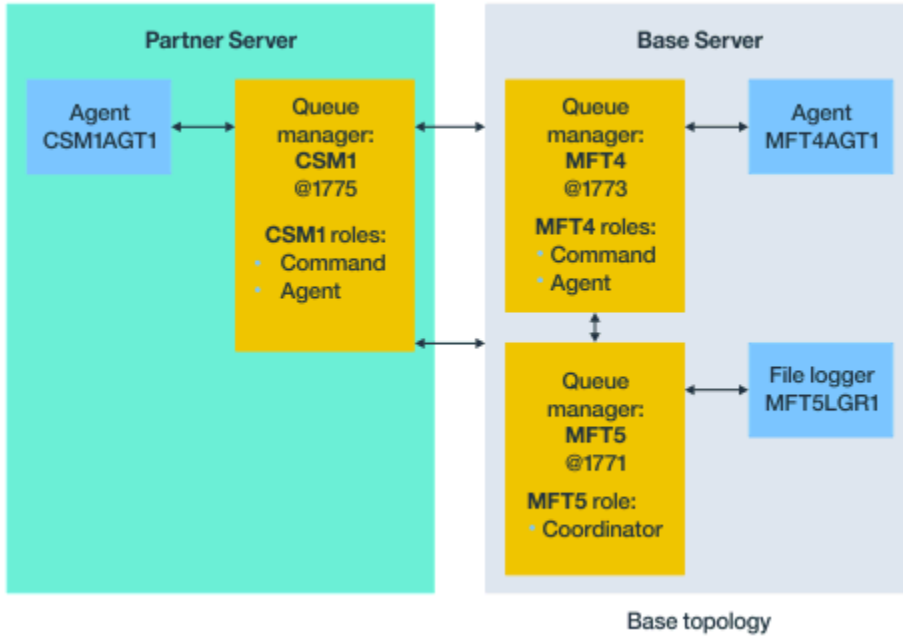 Partner Server
Agent
CSM1AGT1
Queue
manager:
CSM1
@1775
CSM1 roles:
• Command
• Agent
Base Server
Queue
manager:
MFT4
@1773
MFT4 roles:
• Command
• Agent
Agent
MFT4AGT1
Queue
manager:
MFT5
@1771
MFT5 role:
• Coordinator
File logger
MFT5LGR1
Base topology